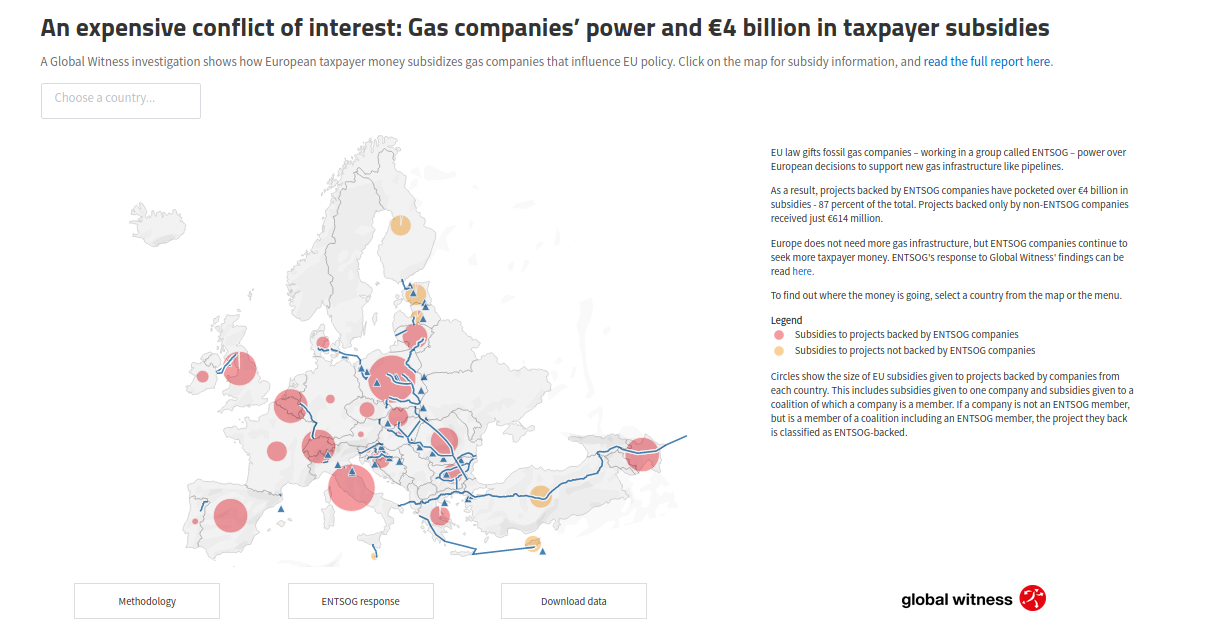 An expensive conflict of interest: Gas companies’ power and €4 billion in taxpayer subsidies
A Global Witness investigation shows how European taxpayer money subsidizes gas companies that influence EU policy. Click on the map for subsidy information, and read the full report here.
Choose a country...
EU law gifts fossil gas companies – working in a group called ENTSOG – power over
European decisions to support new gas infrastructure like pipelines.
As a result, projects backed by ENTSOG companies have pocketed over €4 billion in
subsidies - 87 percent of the total. Projects backed only by non-ENTSOG companies
received just €614 million.
Europe does not need more gas infrastructure, but ENTSOG companies continue to
seek more taxpayer money. ENTSOG's response to Global Witness' findings can be
read here.
To find out where the money is going, select a country from the map or the menu.
Legend
Subsidies to projects backed by ENTSOG companies
Subsidies to projects not backed by ENTSOG companies
Circles show the size of EU subsidies given to projects backed by companies from
each country. This includes subsidies given to one company and subsidies given to a
coalition of which a company is a member. If a company is not an ENTSOG member,
but is a member of a coalition including an ENTSOG member, the project they back
is classified as ENTSOG-backed.
Methodology
ENTSOG response
Download data
global witness